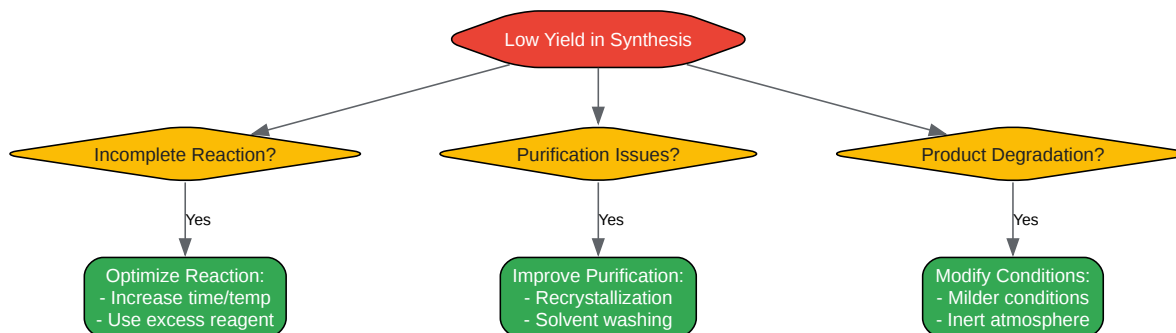 Low Yield in Synthesis
Incomplete Reaction?
Purification Issues?
Product Degradation?
Yes
Yes
Yes
Optimize Reaction:
- Increase time/temp
- Use excess reagent
Improve Purification:
- Recrystallization
- Solvent washing
Modify Conditions:
- Milder conditions
- Inert atmosphere